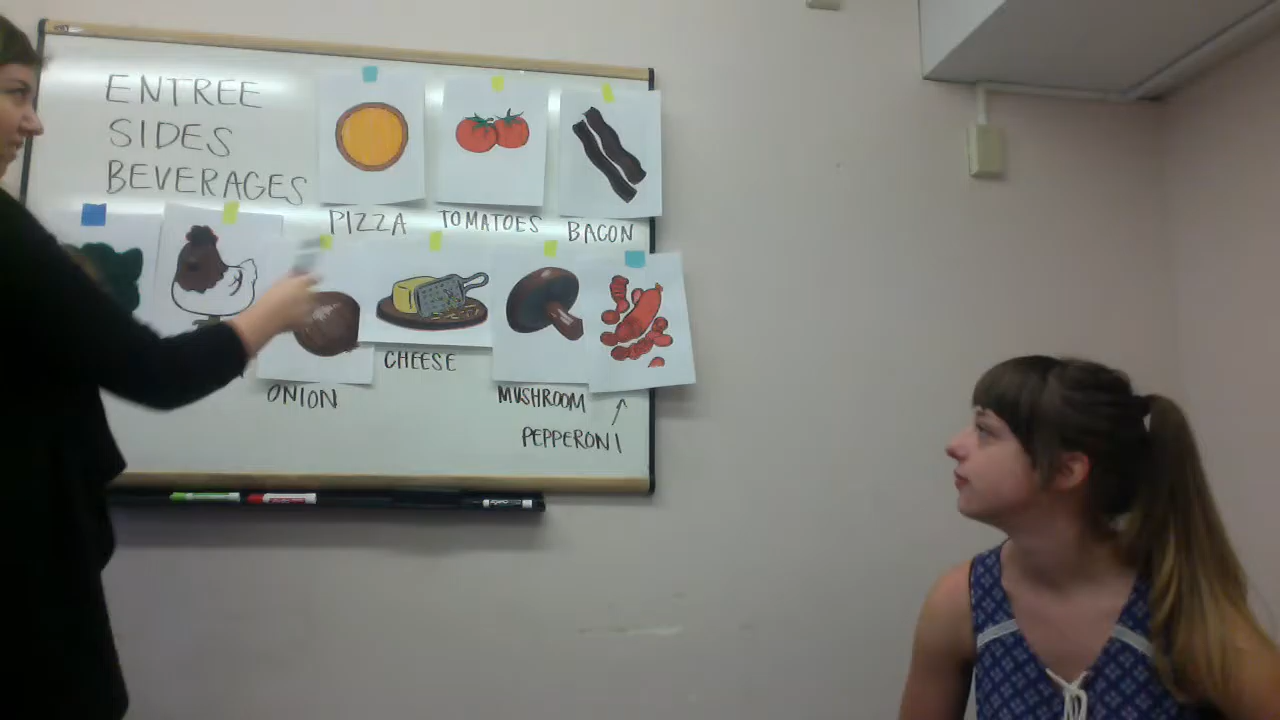 ENTREE
SIDES
BEVERAGES
PIZZA
TOMATOES
BACON
CHEESE
ONION
MUSHROOM
PEPPERONI